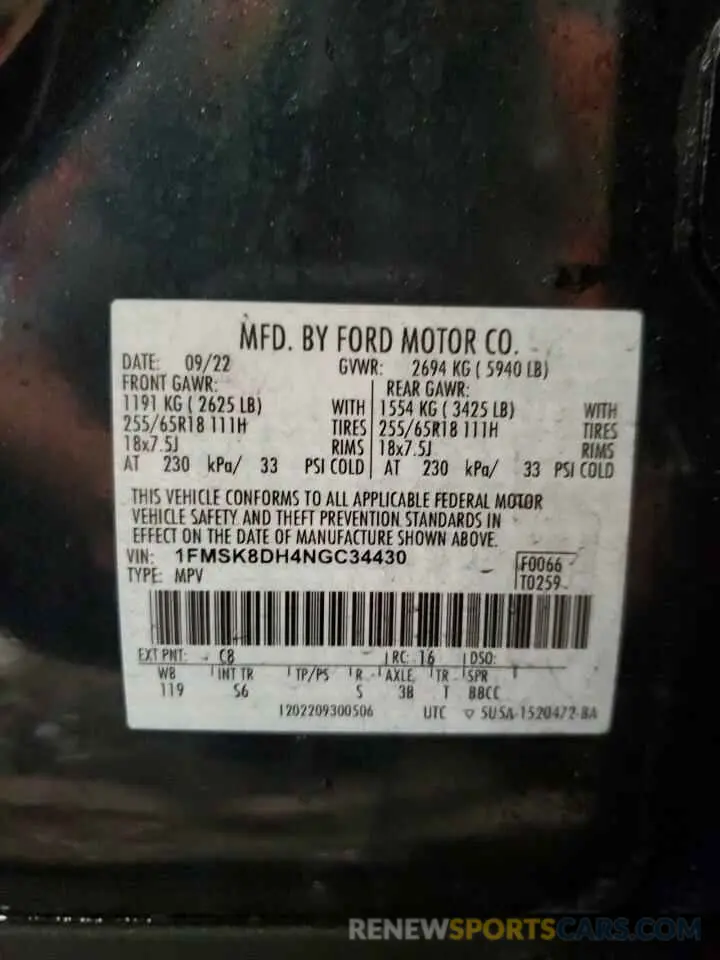 MFD. BY FORD MOTOR CO.
DATE: 09/22 GVWR: 2694 KG ( 5940 LB)
FRONT GAWR: REAR GAWR:
1191 KG ( 2625 LB) WITH 1554 KG ( 3425 LB) WITH
255/65R18 111H TIRES 255/65R18 111H TIRES
18x7.5J RIMS 18x7.5J RIMS
AT 230 kPa/ 33 PSI COLD AT 230 kPa/ 33 PSI COLD
THIS VEHICLE CONFORMS TO ALL APPLICABLE FEDERAL MOTOR
VEHICLE SAFETY AND THEFT PREVENTION STANDARDS IN
EFFECT ON THE DATE OF MANUFACTURE SHOWN ABOVE.
VIN: 1FMSK8DH4NGC34430 F0066
TYPE: MPV T0259
EXT PNT: C8 RC: 16 DSO:
WB INT TR TP/PS R AXLE TR SPR
119 S6 S 3B T BBCC
1202209300506 UTC ▽ 5U5A-1520472-BA
RENEWSPORTSCARS.COM